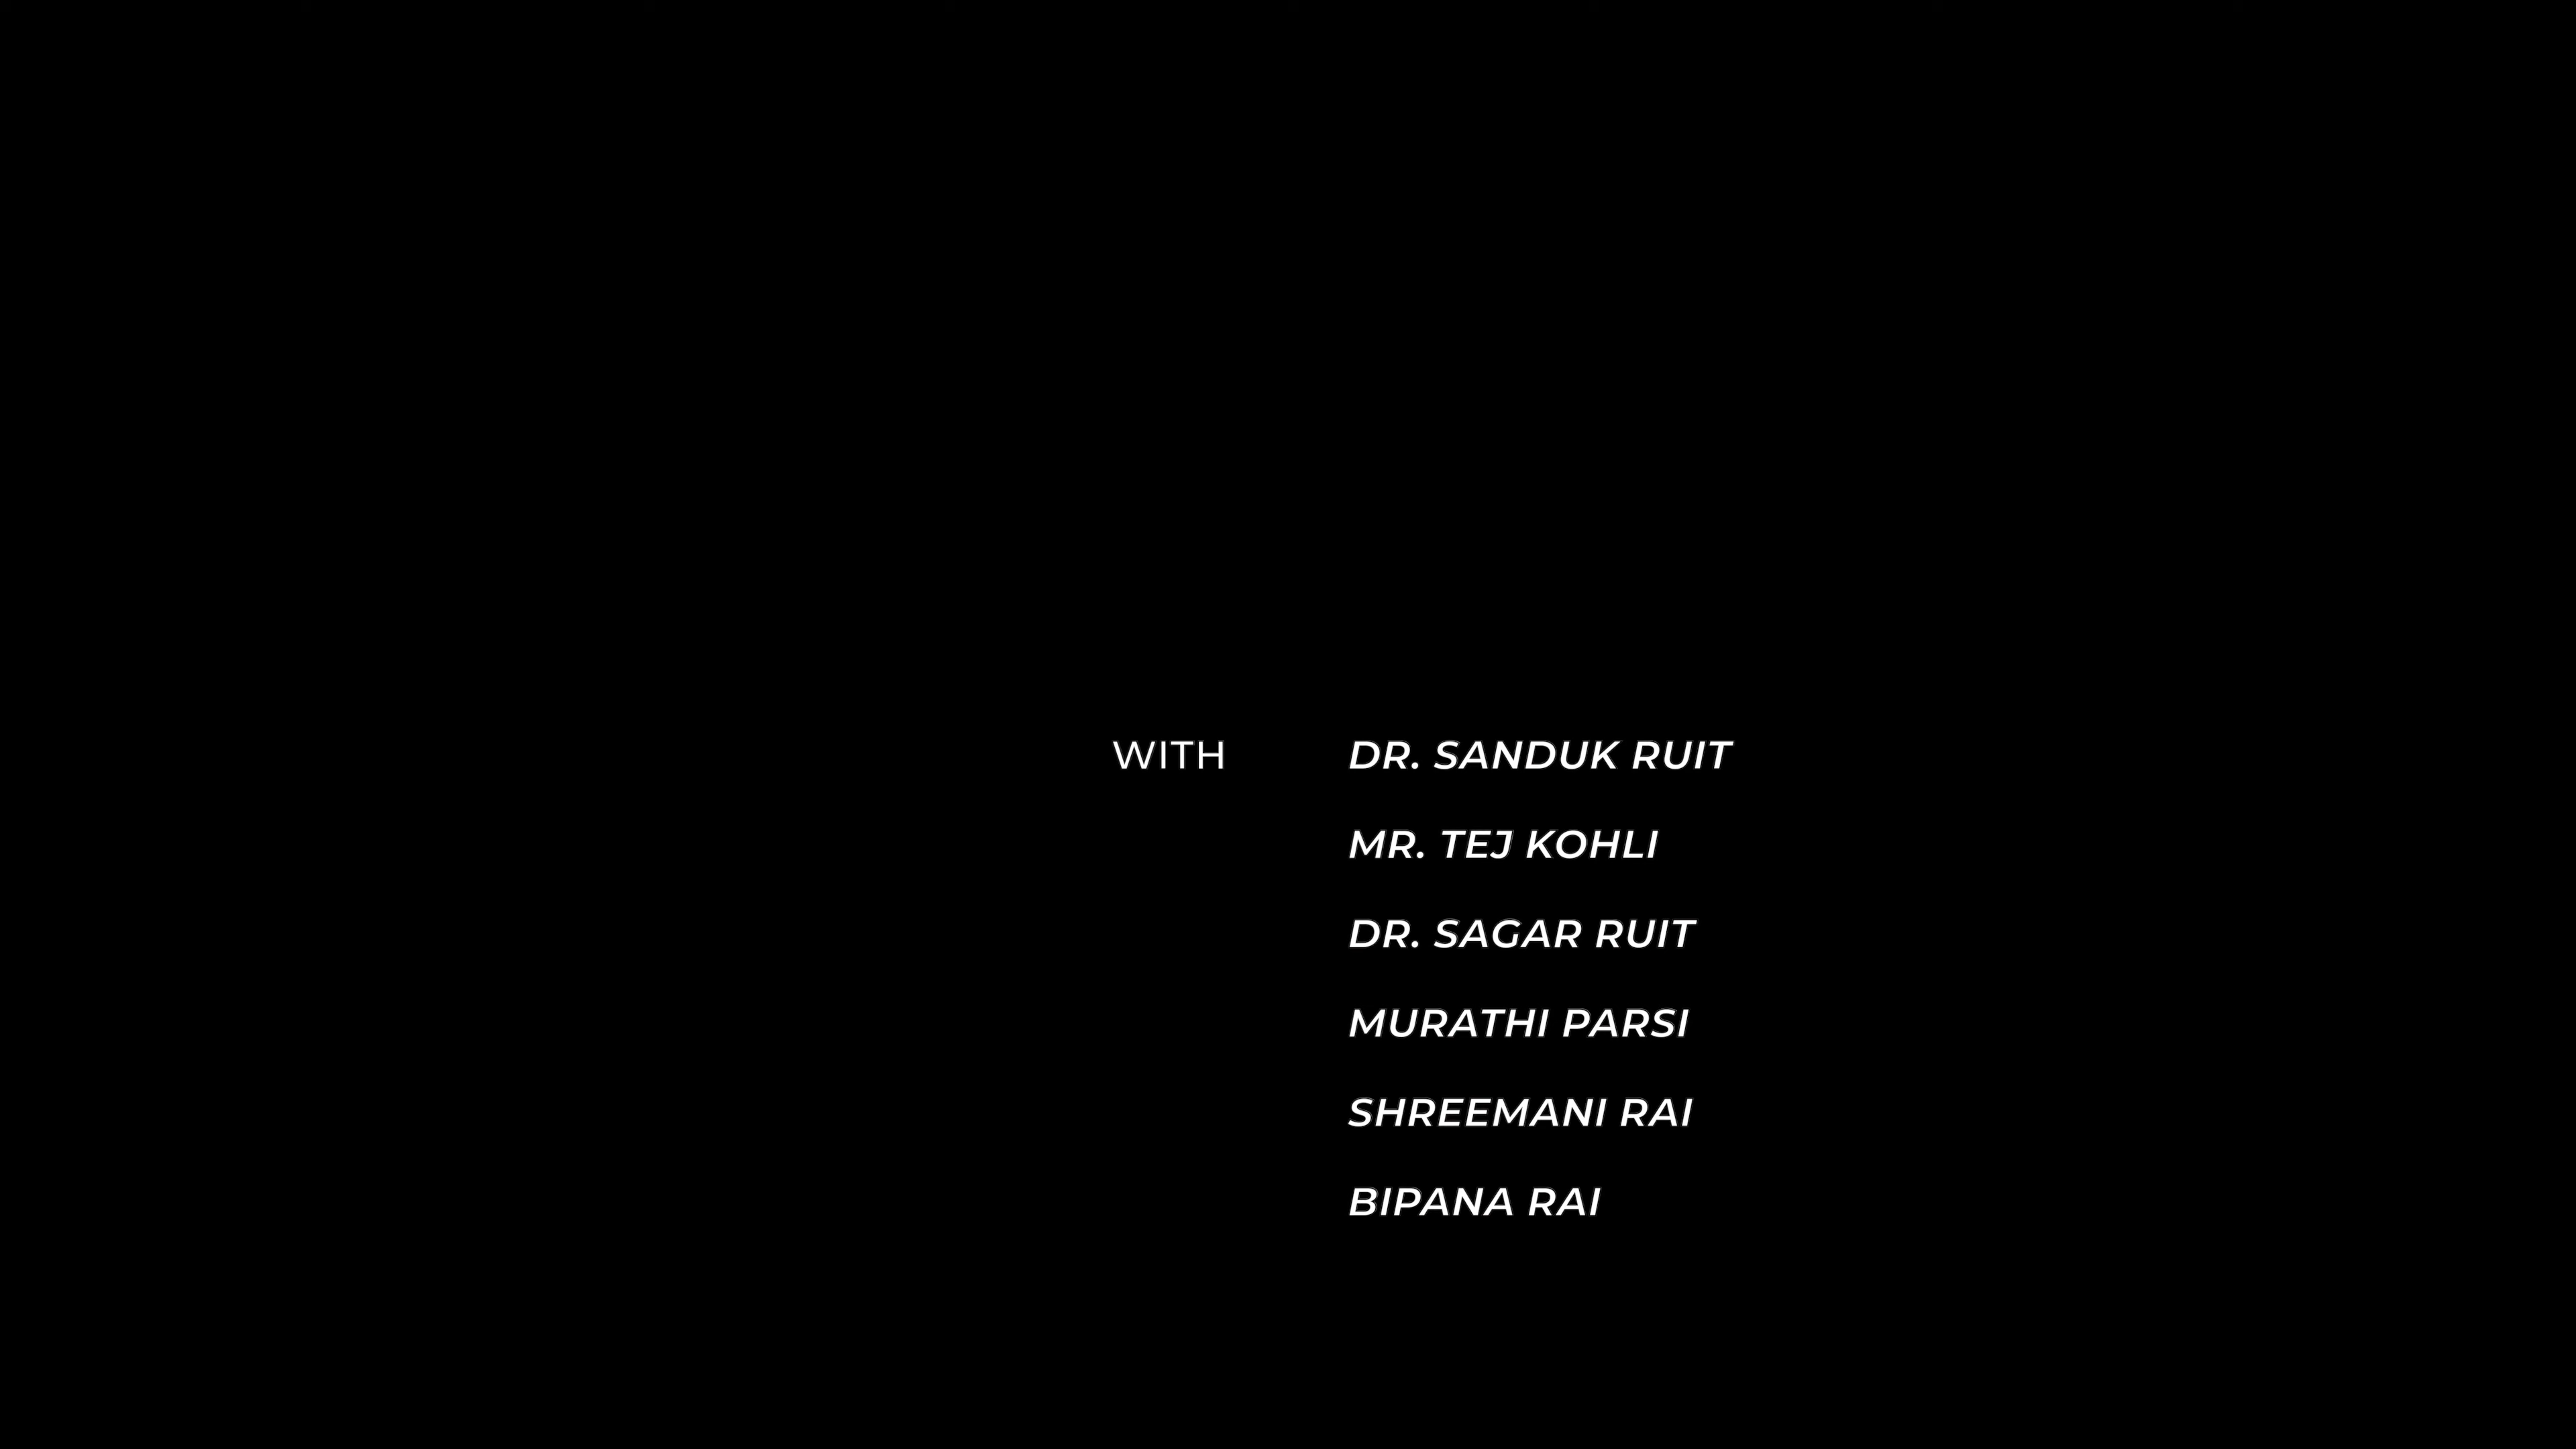 WITH DR. SANDUK RUIT
MR. TEJ KOHLI
DR. SAGAR RUIT
MURATHI PARSI
SHREEMANI RAI
BIPANA RAI